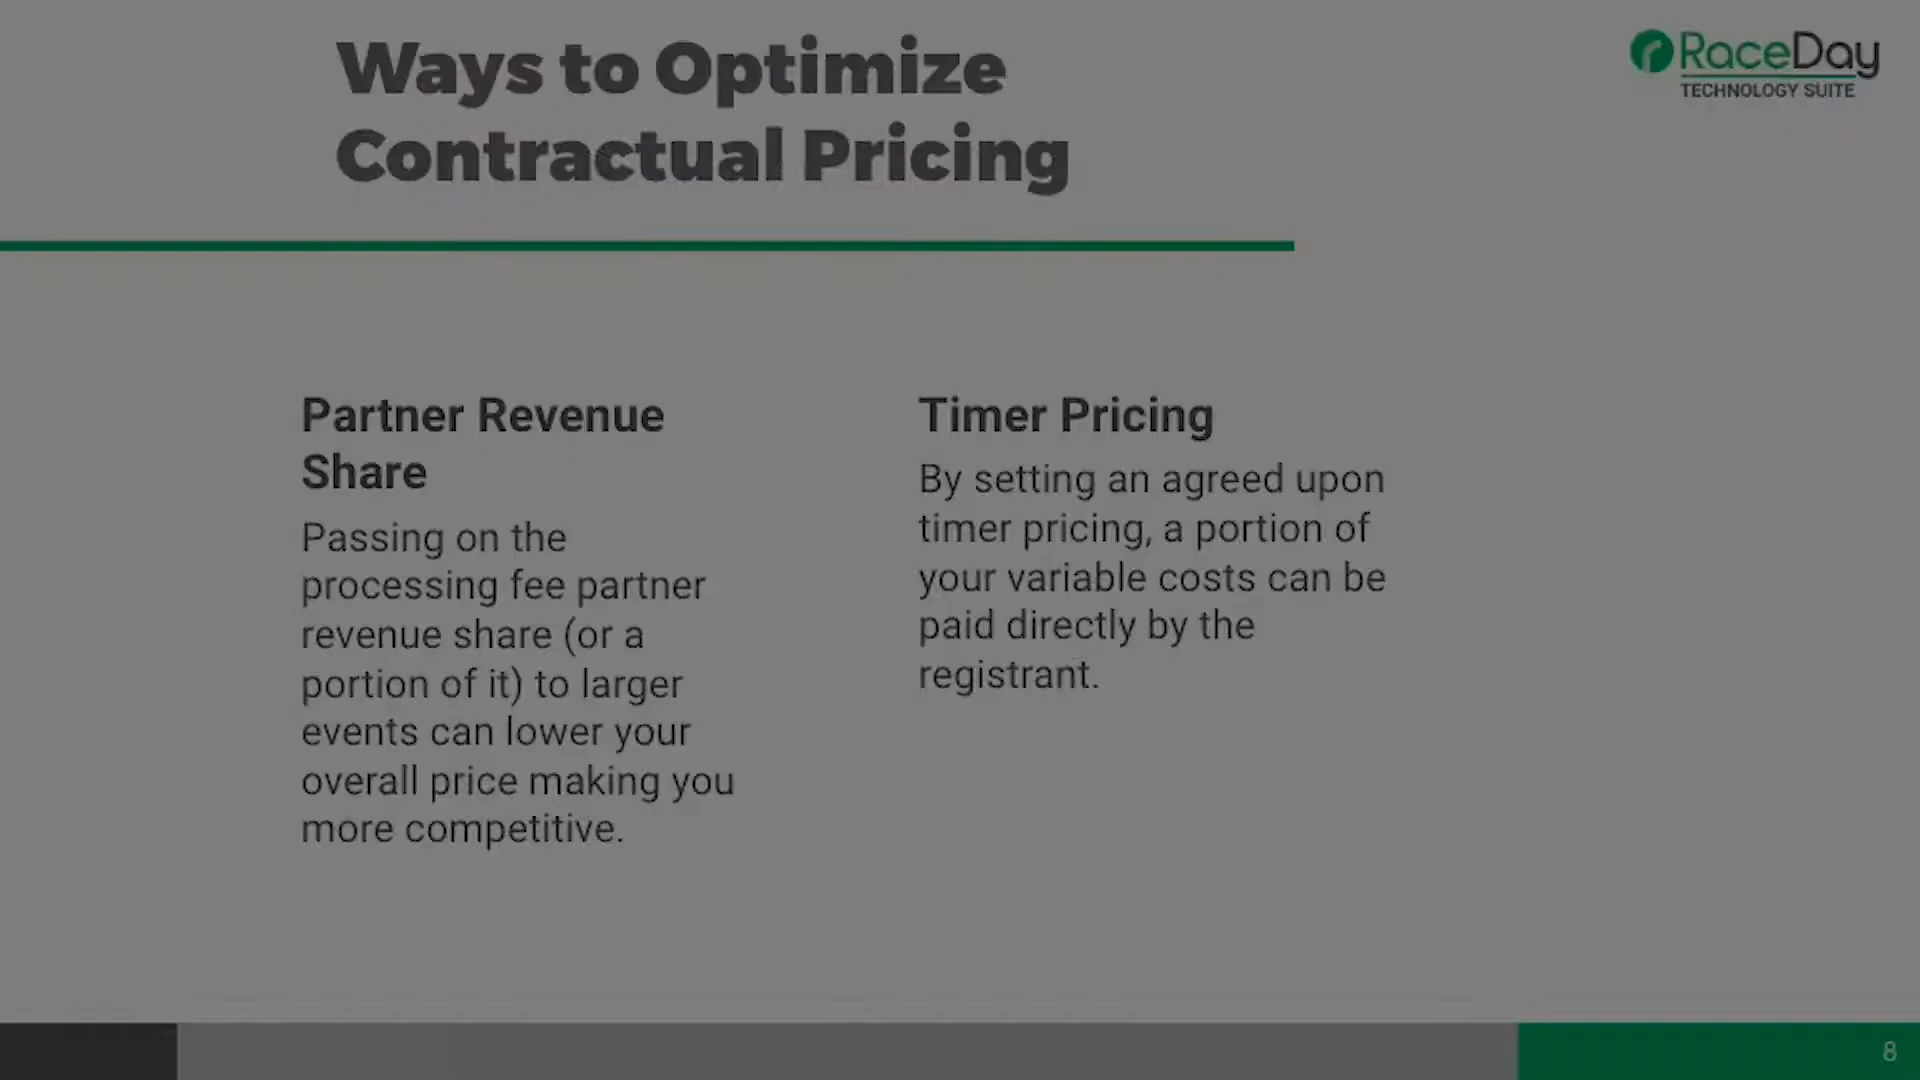 Ways to Optimize
Contractual Pricing
RaceDay
TECHNOLOGY SUITE
Partner Revenue
Share
Passing on the
processing fee partner
revenue share (or a
portion of it) to larger
events can lower your
overall price making you
more competitive.
Timer Pricing
By setting an agreed upon
timer pricing, a portion of
your variable costs can be
paid directly by the
registrant.
8